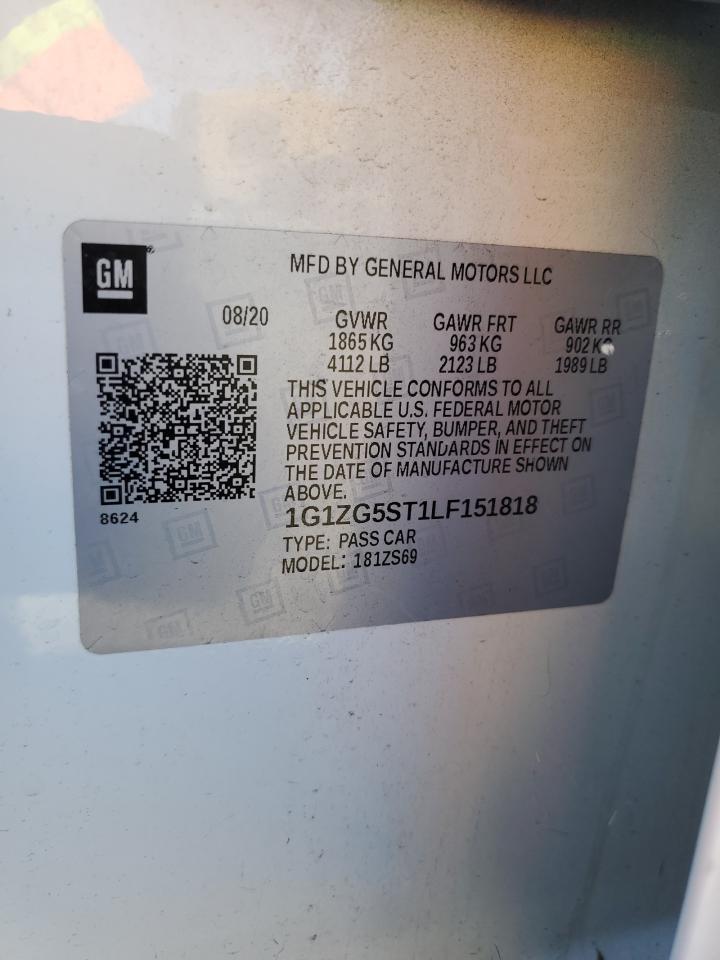 GM
MFD BY GENERAL MOTORS LLC
08/20 GVWR GAWR FRT GAWR RR
1865 KG 963 KG 902 KG
4112 LB 2123 LB 1989 LB
THIS VEHICLE CONFORMS TO ALL
APPLICABLE U.S. FEDERAL MOTOR
VEHICLE SAFETY, BUMPER, AND THEFT
PREVENTION STANDARDS IN EFFECT ON
THE DATE OF MANUFACTURE SHOWN
ABOVE.
8624
1G1ZG5ST1LF151818
TYPE: PASS CAR
MODEL: 181ZS69